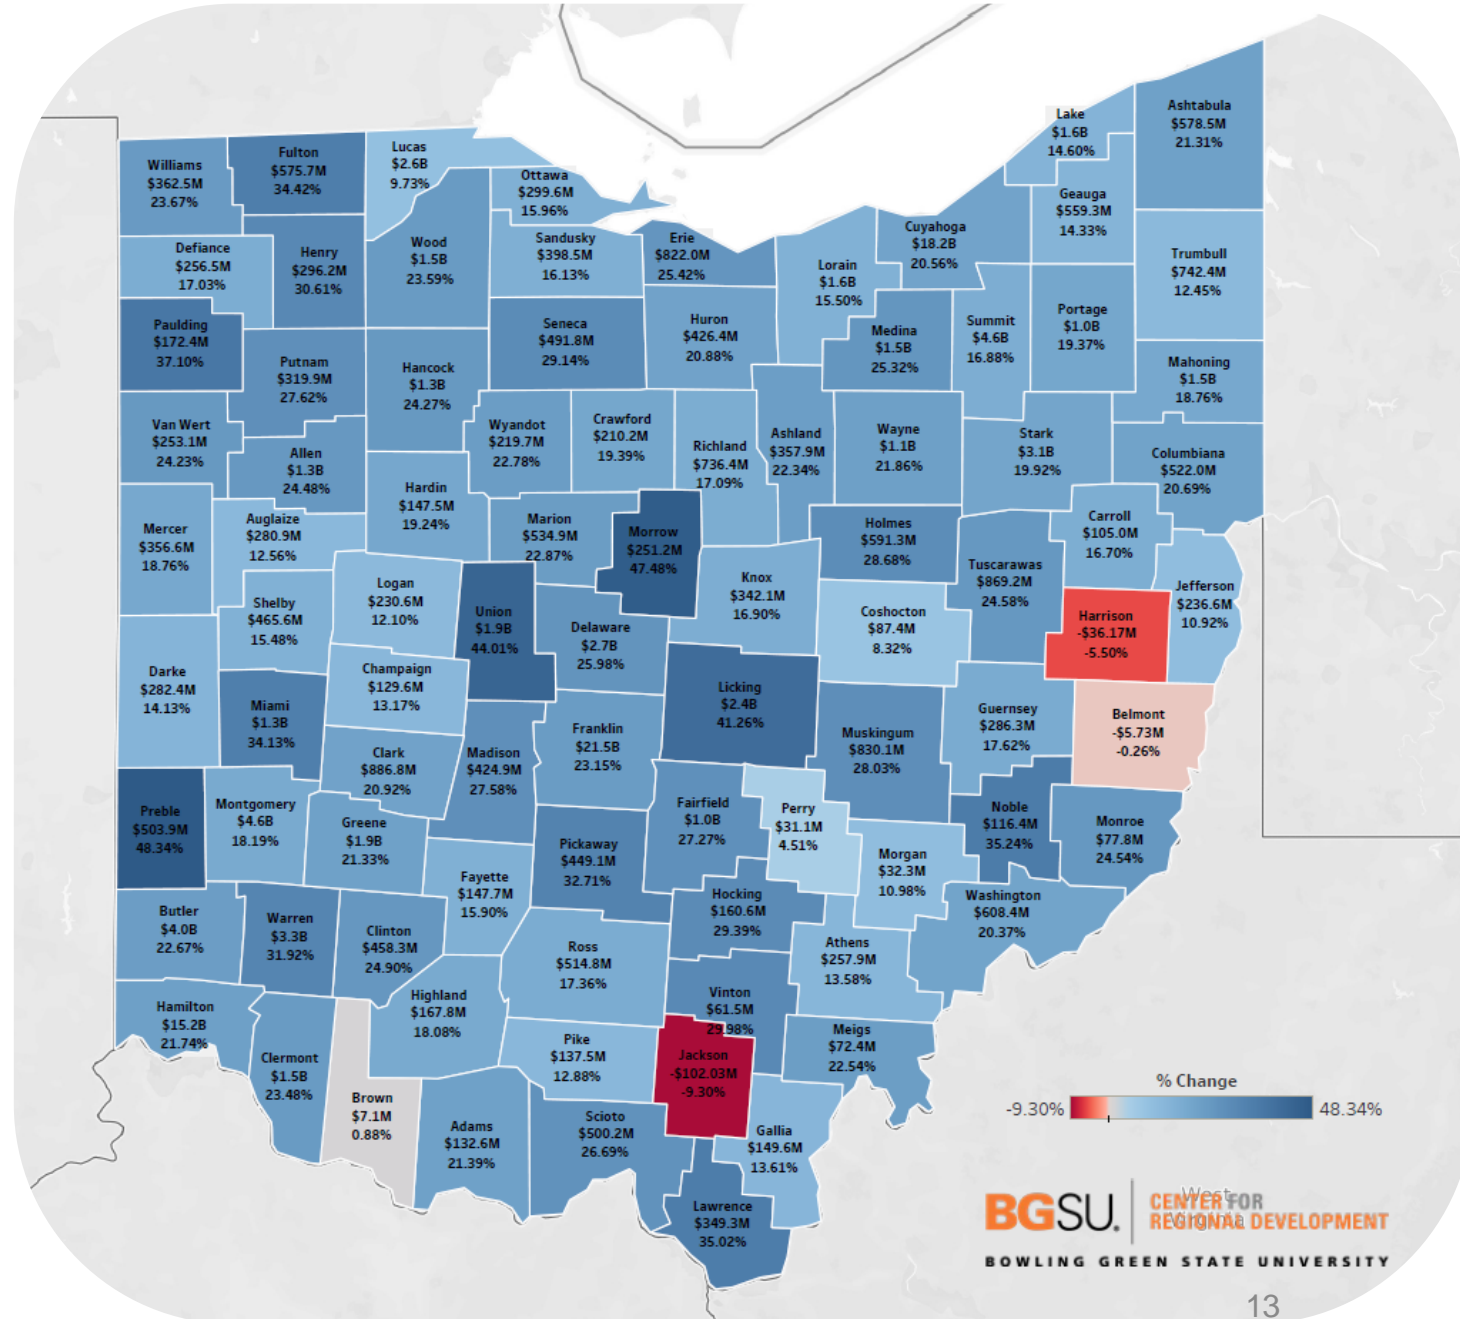 Williams
$362.5M
23.67%
Fulton
$575.7M
34.42%
Lucas
$2.6B
9.73%
Ottawa
$299.6M
15.96%
Lake
$1.6B
14.60%
Ashtabula
$578.5M
21.31%
Defiance
$256.5M
17.03%
Henry
$296.2M
30.61%
Wood
$1.5B
23.59%
Sandusky
$398.5M
16.13%
Erie
$822.0M
25.42%
Lorain
$1.6B
15.50%
Cuyahoga
$18.2B
20.56%
Geauga
$559.3M
14.33%
Trumbull
$742.4M
12.45%
Paulding
$172.4M
37.10%
Putnam
$319.9M
27.62%
Hancock
$1.3B
24.27%
Seneca
$491.8M
29.14%
Huron
$426.4M
20.88%
Medina
$1.5B
25.32%
Summit
$4.6B
16.88%
Portage
$1.0B
19.37%
Mahoning
$1.5B
18.76%
Van Wert
$253.1M
24.23%
Allen
$1.3B
24.48%
Wyandot
$219.7M
22.78%
Crawford
$210.2M
19.39%
Richland
$736.4M
17.09%
Ashland
$357.9M
22.34%
Wayne
$1.1B
21.86%
Stark
$3.1B
19.92%
Columbiana
$522.0M
20.69%
Mercer
$356.6M
18.76%
Auglaize
$280.9M
12.56%
Hardin
$147.5M
19.24%
Marion
$534.9M
22.87%
Morrow
$251.2M
47.48%
Holmes
$591.3M
28.68%
Tuscarawas
$869.2M
24.58%
Carroll
$105.0M
16.70%
Jefferson
$236.6M
10.92%
Shelby
$465.6M
15.48%
Logan
$230.6M
12.10%
Union
$1.9B
44.01%
Delaware
$2.7B
25.98%
Knox
$342.1M
16.90%
Coshocton
$87.4M
8.32%
Harrison
-$36.17M
-5.50%
Darke
$282.4M
14.13%
Miami
$1.3B
34.13%
Champaign
$129.6M
13.17%
Licking
$2.4B
41.26%
Muskingum
$830.1M
28.03%
Guernsey
$286.3M
17.62%
Belmont
-$5.73M
-0.26%
Clark
$886.8M
20.92%
Madison
$424.9M
27.58%
Franklin
$21.5B
23.15%
Preble
$503.9M
48.34%
Montgomery
$4.6B
18.19%
Greene
$1.9B
21.33%
Pickaway
$449.1M
32.71%
Fairfield
$1.0B
27.27%
Perry
$31.1M
4.51%
Morgan
$32.3M
10.98%
Noble
$116.4M
35.24%
Monroe
$77.8M
24.54%
Fayette
$147.7M
15.90%
Hocking
$160.6M
29.39%
Washington
$608.4M
20.37%
Butler
$4.0B
22.67%
Warren
$3.3B
31.92%
Clinton
$458.3M
24.90%
Ross
$514.8M
17.36%
Athens
$257.9M
13.58%
Hamilton
$15.2B
21.74%
Highland
$167.8M
18.08%
Vinton
$61.5M
29.98%
Meigs
$72.4M
22.54%
Clermont
$1.5B
23.48%
Brown
$7.1M
0.88%
Pike
$137.5M
12.88%
Jackson
-$102.03M
-9.30%
Adams
$132.6M
21.39%
Scioto
$500.2M
26.69%
Gallia
$149.6M
13.61%
Lawrence
$349.3M
35.02%
% Change
-9.30% 48.34%
West
Virginia
BGSU. CENTER FOR
REGIONAL DEVELOPMENT
BOWLING GREEN STATE UNIVERSITY
13